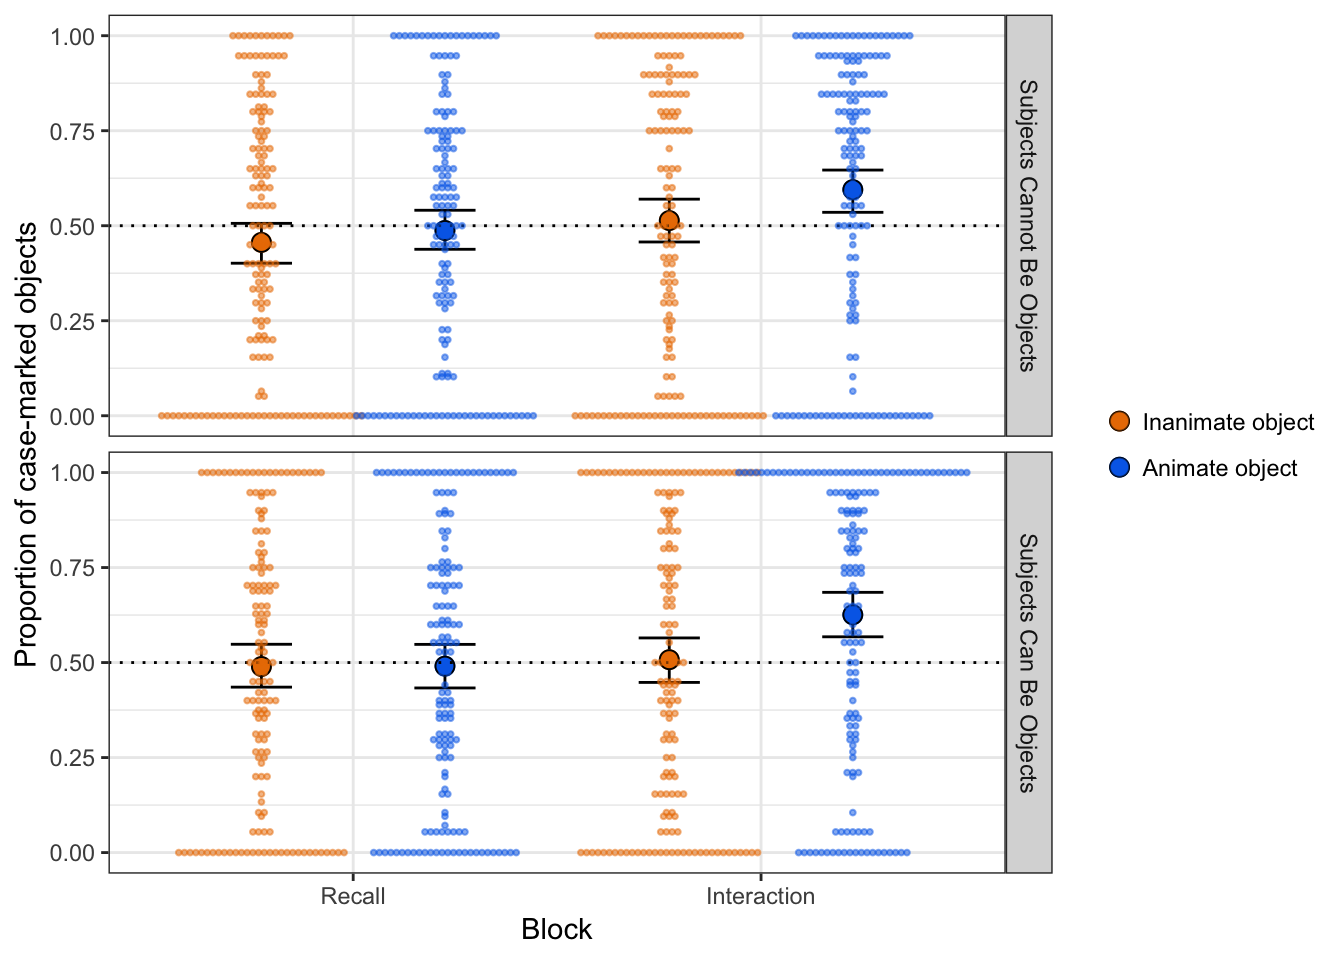 Proportion of case-marked objects
1.00
0.75
0.50
0.25
0.00
Subjects Cannot Be Objects
1.00
0.75
0.50
0.25
0.00
Subjects Can Be Objects
Recall
Interaction
Block
Inanimate object
Animate object